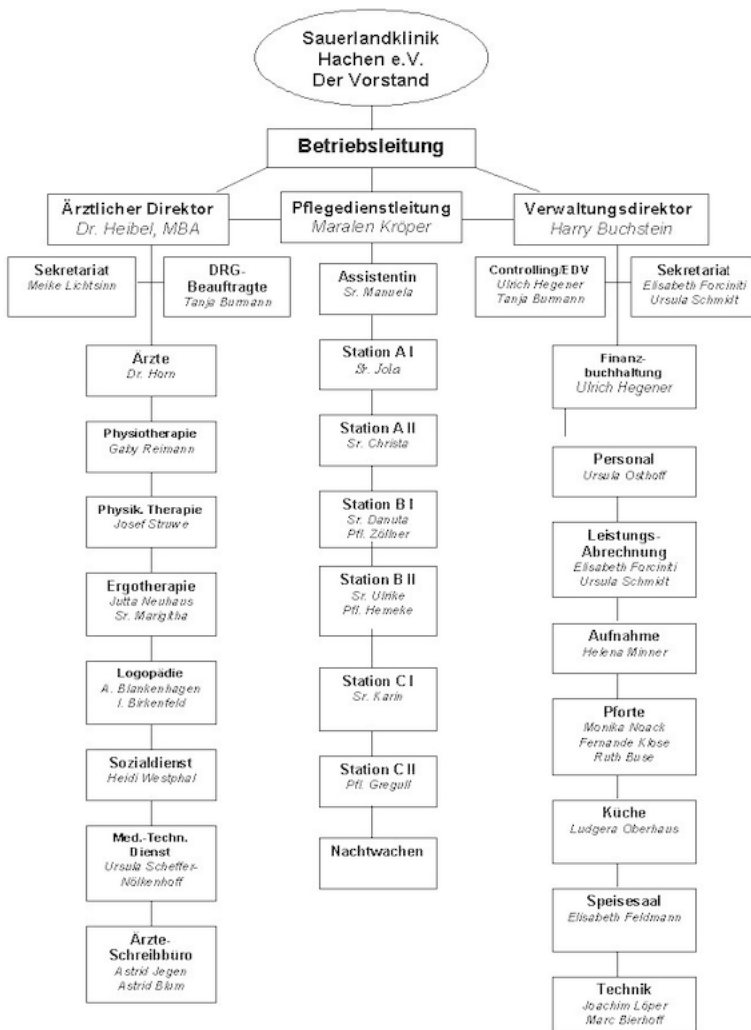 Sauerlandklinik
Hachen e.V.
Der Vorstand
Betriebsleitung
Ärztlicher Direktor
Dr. Heibel, MBA
Pflegedienstleitung
Maralen Kröper
Verwaltungsdirektor
Harry Buchstein
Sekretariat
Meike Lichtsinn
DRG-
Beauftragte
Tanja Burmann
Assistentin
Sr. Manuela
Controlling/EDV
Ulrich Hegener
Tanja Burmann
Sekretariat
Elisabeth Forciniti
Ursula Schmidt
Ärzte
Dr. Horn
Physiotherapie
Gaby Reimann
Physik. Therapie
Josef Struwe
Ergotherapie
Jutta Neuhaus
Sr. Marigitha
Logopädie
A. Blankenhagen
I. Birkenfeld
Sozialdienst
Heidi Westphal
Med.-Techn.
Dienst
Ursula Scheffer-
Nölkenhoff
Ärzte-
Schreibbüro
Astrid Jegen
Astrid Blum
Station A I
Sr. Jola
Station A II
Sr. Christa
Station B I
Sr. Danuta
Pfl. Zöllner
Station B II
Sr. Ulrike
Pfl. Hemeke
Station C I
Sr. Karin
Station C II
Pfl. Gregull
Nachtwachen
Finanz-
buchhaltung
Ulrich Hegener
Personal
Ursula Osthoff
Leistungs-
Abrechnung
Elisabeth Forciniti
Ursula Schmidt
Aufnahme
Helena Minner
Pforte
Monika Noack
Fernande Klose
Ruth Buse
Küche
Ludgera Oberhaus
Speisesaal
Elisabeth Feldmann
Technik
Joachim Löper
Marc Bierhoff